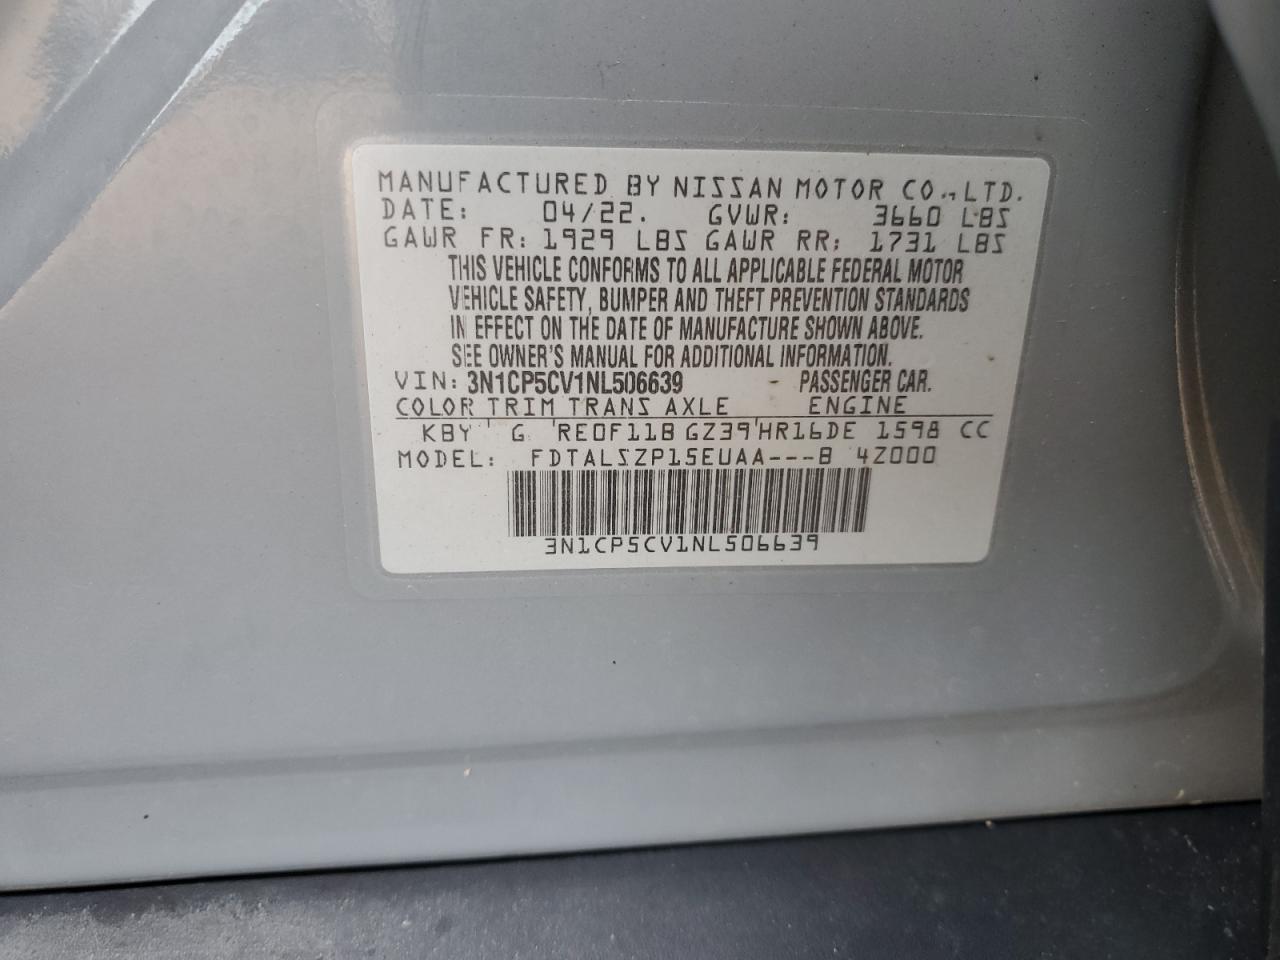 MANUFACTURED BY NISSAN MOTOR CO.,LTD.
DATE: 04/22. GVWR: 3660 LBS
GAWR FR: 1929 LBS GAWR RR: 1731 LBS
THIS VEHICLE CONFORMS TO ALL APPLICABLE FEDERAL MOTOR
VEHICLE SAFETY, BUMPER AND THEFT PREVENTION STANDARDS
IN EFFECT ON THE DATE OF MANUFACTURE SHOWN ABOVE.
SEE OWNER'S MANUAL FOR ADDITIONAL INFORMATION.
VIN: 3N1CP5CV1NL506639 PASSENGER CAR.
COLOR TRIM TRANS AXLE ENGINE
KBY G RE0F11B GZ39 HR16DE 1598 CC
MODEL: FDTALSZP15EUAA---B 4Z000
3N1CP5CV1NL506639